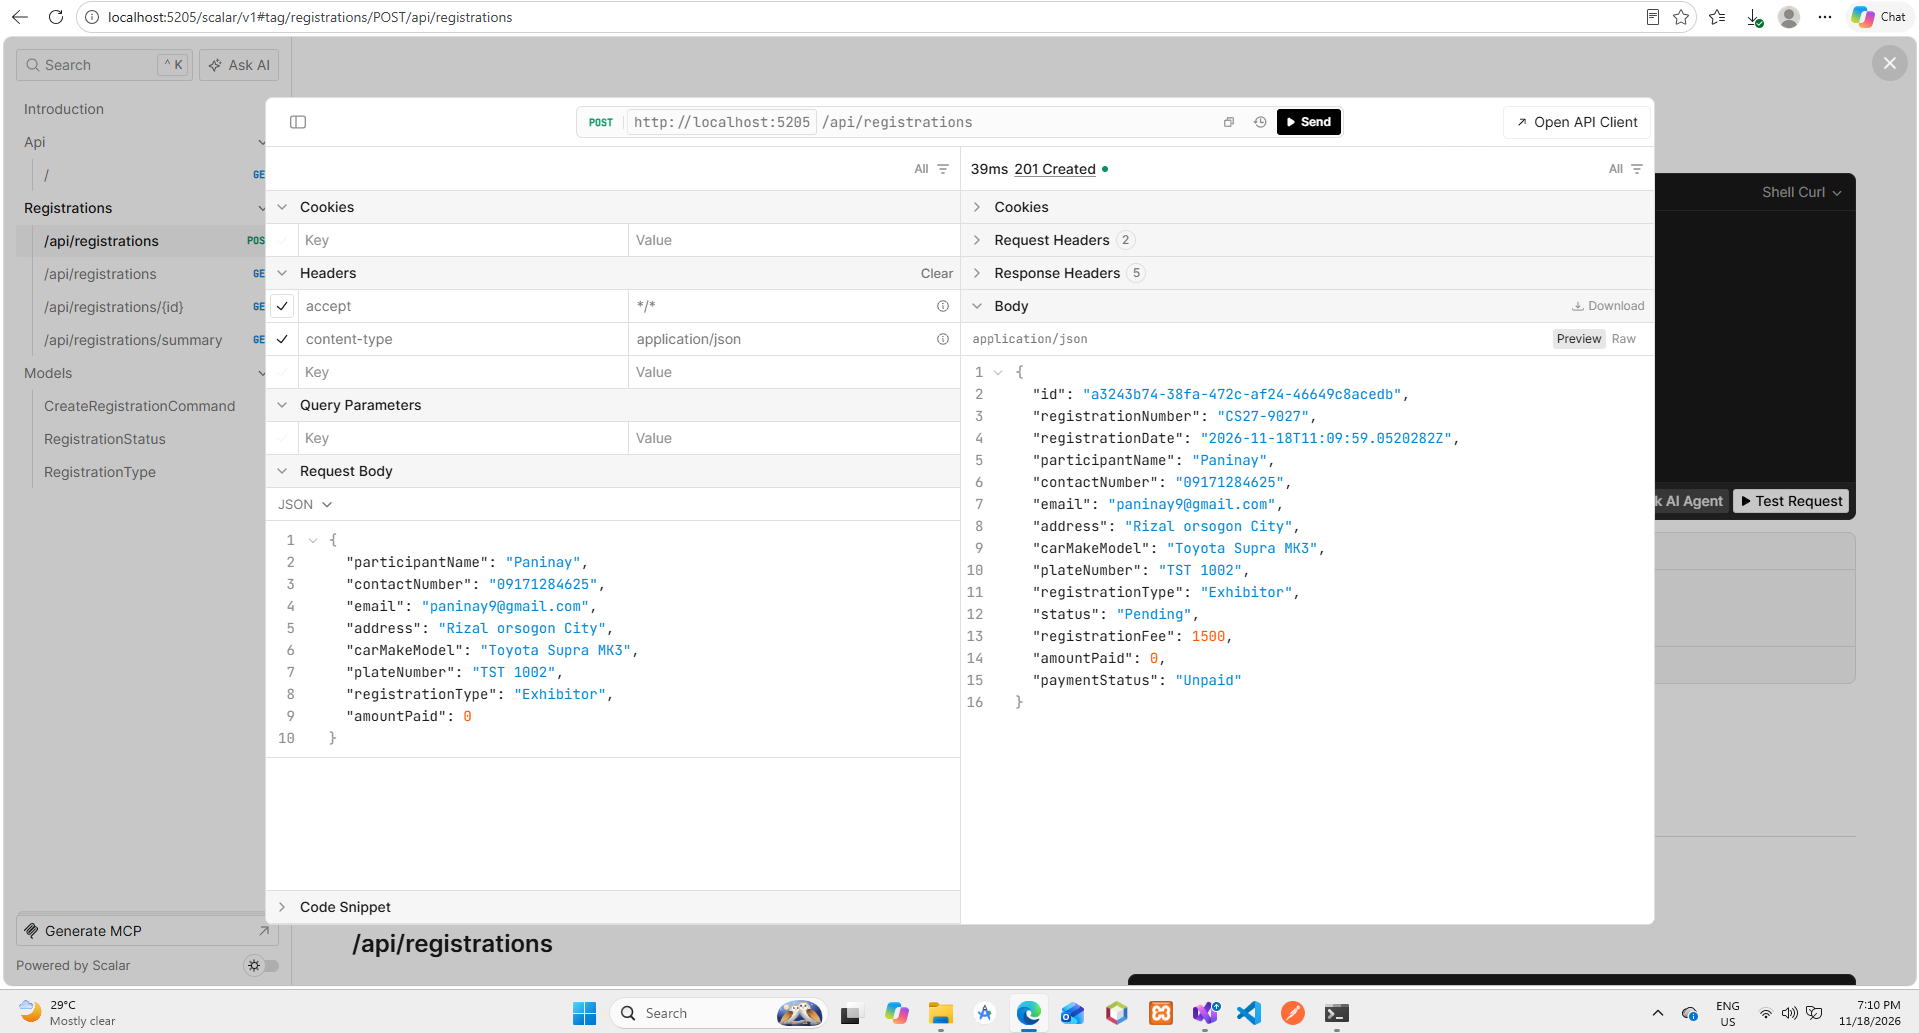 localhost:5205/scalar/v1#tag/registrations/POST/api/registrations
Chat
Search
^ K
Ask AI
Introduction
Api
/
GE
Registrations
/api/registrations
POS
/api/registrations
GE
/api/registrations/{id}
GE
/api/registrations/summary
GE
Models
CreateRegistrationCommand
RegistrationStatus
RegistrationType
Generate MCP
Powered by Scalar
POST
http://localhost:5205
/api/registrations
Send
Open API Client
All
Cookies
Key
Value
Headers
Clear
accept
*/*
content-type
application/json
Key
Value
Query Parameters
Key
Value
Request Body
JSON
1 {
2 "participantName": "Paninay",
3 "contactNumber": "09171284625",
4 "email": "paninay9@gmail.com",
5 "address": "Rizal orsogon City",
6 "carMakeModel": "Toyota Supra MK3",
7 "plateNumber": "TST 1002",
8 "registrationType": "Exhibitor",
9 "amountPaid": 0
10 }
Code Snippet
39ms 201 Created
All
Cookies
Request Headers 2
Response Headers 5
Body
Download
application/json
Preview
Raw
1 {
2 "id": "a3243b74-38fa-472c-af24-46649c8acedb",
3 "registrationNumber": "CS27-9027",
4 "registrationDate": "2026-11-18T11:09:59.0520282Z",
5 "participantName": "Paninay",
6 "contactNumber": "09171284625",
7 "email": "paninay9@gmail.com",
8 "address": "Rizal orsogon City",
9 "carMakeModel": "Toyota Supra MK3",
10 "plateNumber": "TST 1002",
11 "registrationType": "Exhibitor",
12 "status": "Pending",
13 "registrationFee": 1500,
14 "amountPaid": 0,
15 "paymentStatus": "Unpaid"
16 }
Shell Curl
k AI Agent
Test Request
/api/registrations
29°C
Mostly clear
Search
ENG
US
7:10 PM
11/18/2026